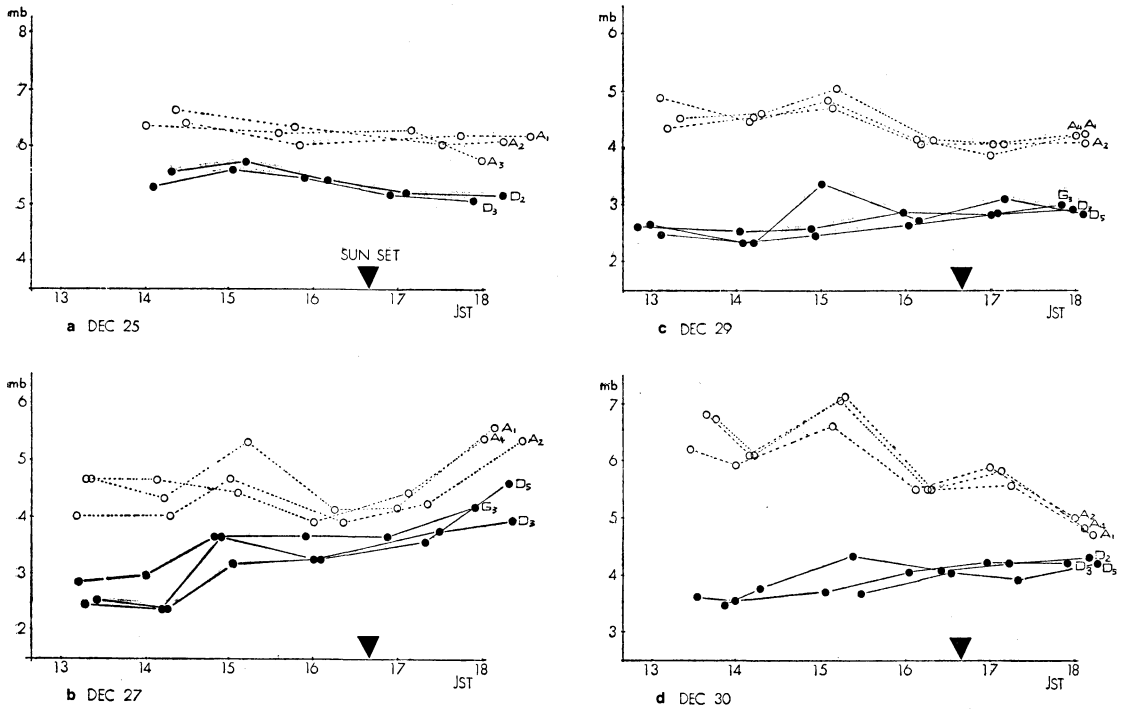 mb
8
7
6
5
4
A1
A2
A3
D2
D3
SUN SET
13 14 15 16 17 18
JST
a DEC 25
mb
6
5
4
3
2
A4 A1
A2
G3
D5
13 14 15 16 17 18
JST
c DEC 29
mb
6
5
4
3
2
A1
A4 A2
D5
G3
D3
13 14 15 16 17 18
JST
b DEC 27
mb
7
6
5
4
3
A2
A1
D2
D3 D5
13 14 15 16 17 18
JST
d DEC 30